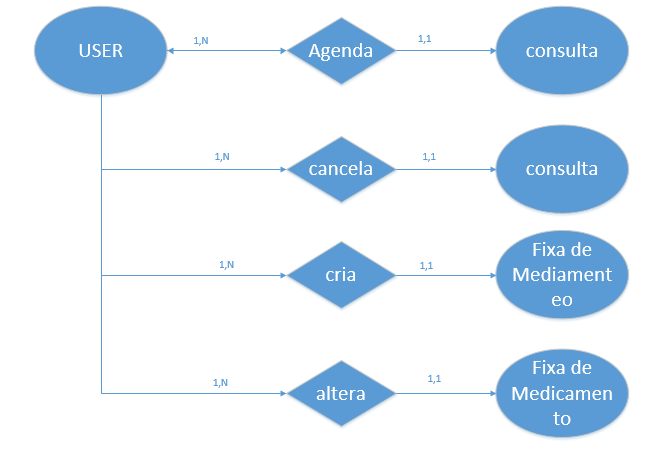 USER
1,N
Agenda
1,1
consulta
1,N
cancela
1,1
consulta
1,N
cria
1,1
Fixa de
Mediament
eo
1,N
altera
1,1
Fixa de
Medicamen
to